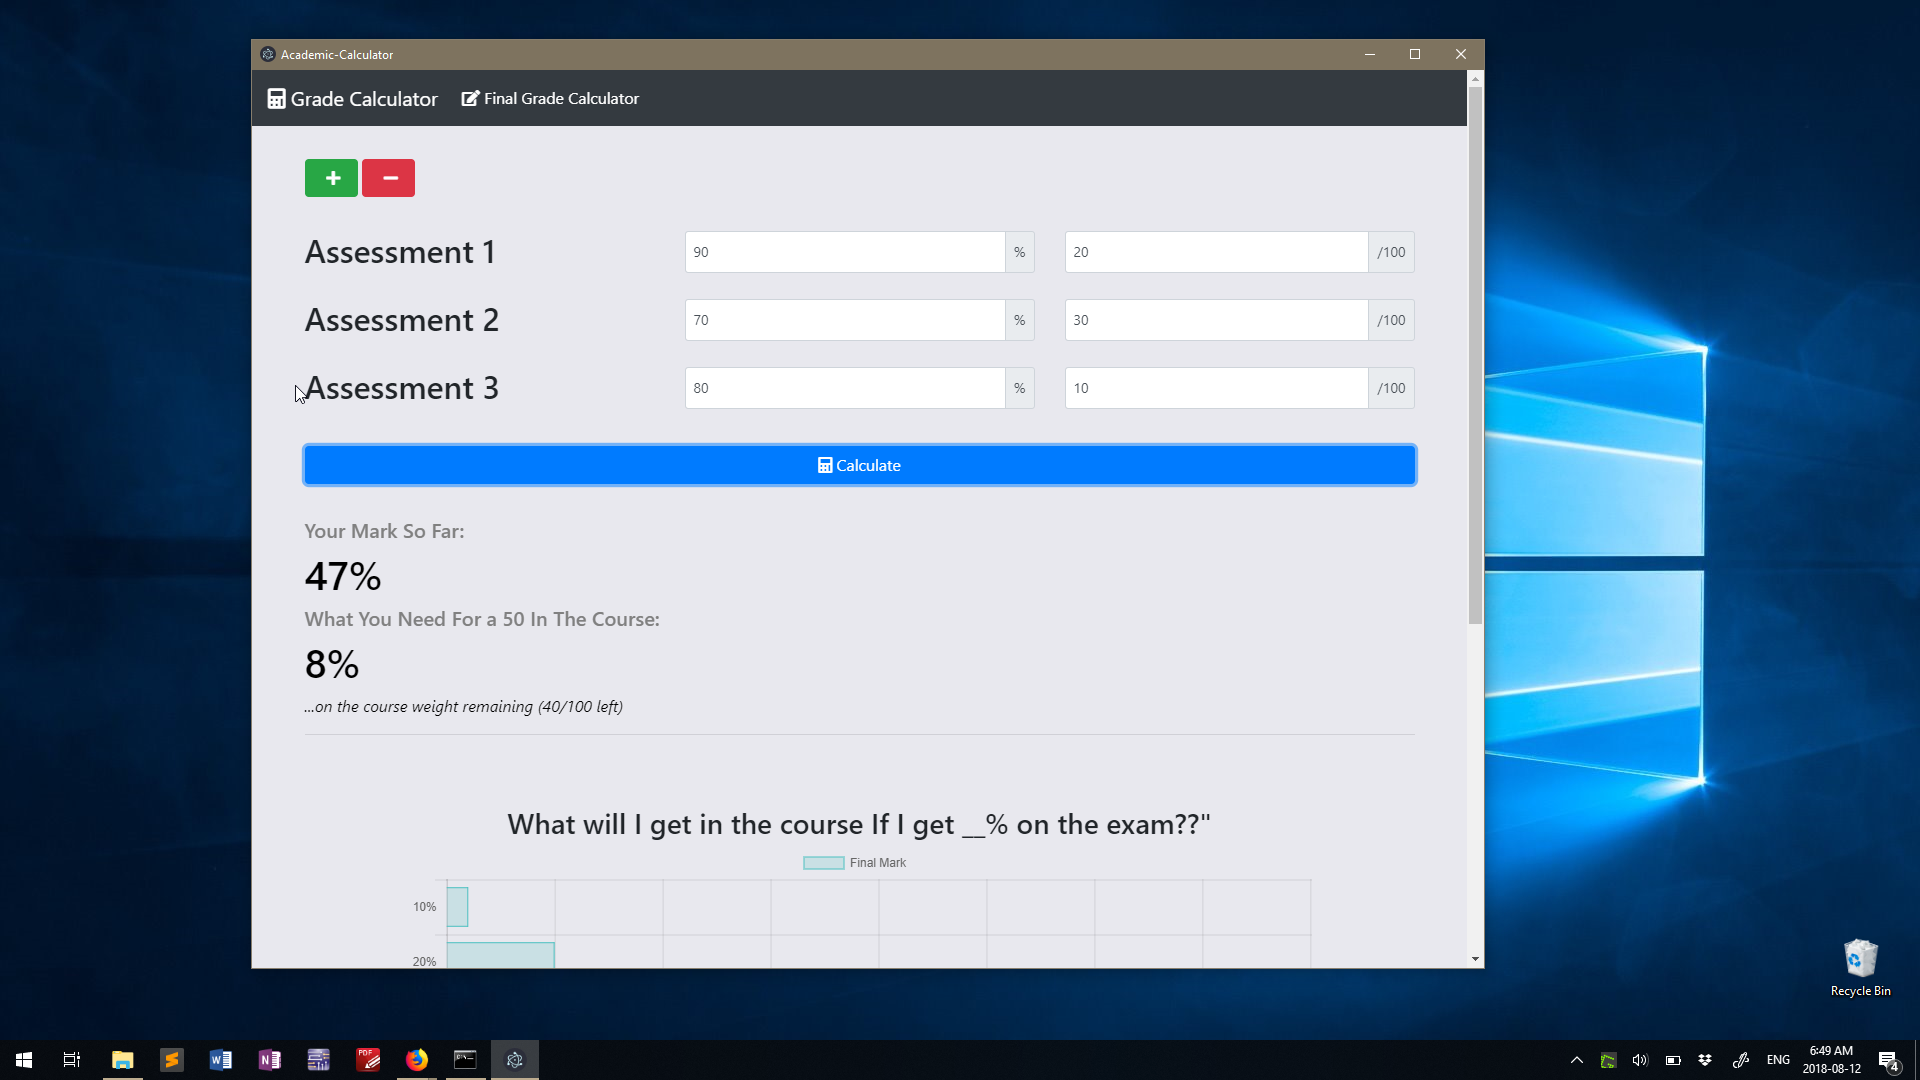 Academic-Calculator
Grade Calculator Final Grade Calculator
Assessment 1 90 % 20 /100
Assessment 2 70 % 30 /100
Assessment 3 80 % 10 /100
Calculate
Your Mark So Far:
47%
What You Need For a 50 In The Course:
8%
...on the course weight remaining (40/100 left)
What will I get in the course If I get __% on the exam??"
Final Mark
10%
20%
Recycle Bin
PDF
ENG
6:49 AM
2018-08-12
4